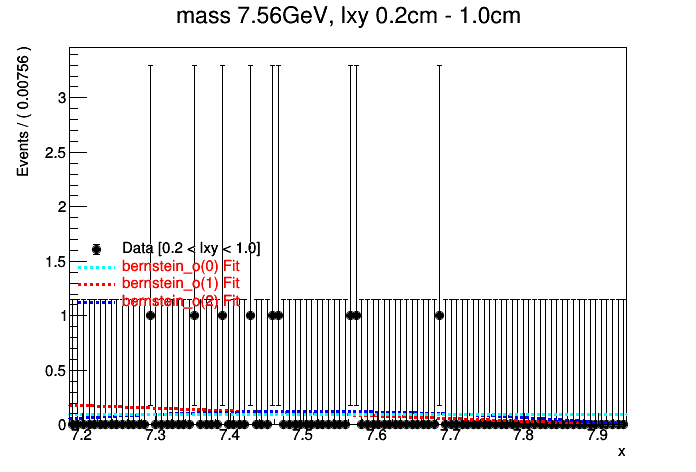 mass 7.56GeV, lxy 0.2cm - 1.0cm
Events / ( 0.00756 )
3
2.5
2
1.5
1
0.5
0
Data [0.2 < lxy < 1.0]
bernstein_o(0) Fit
bernstein_o(1) Fit
bernstein_o(2) Fit
7.2 7.3 7.4 7.5 7.6 7.7 7.8 7.9
x